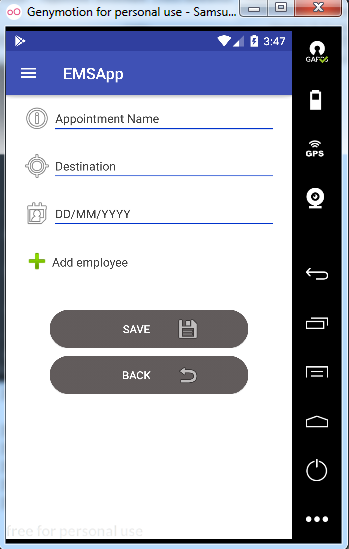 Genymotion for personal use - Samsu...
3:47
GAPPS
EMSApp
Appointment Name
GPS
Destination
DD/MM/YYYY
Add employee
SAVE
BACK
free for personal use